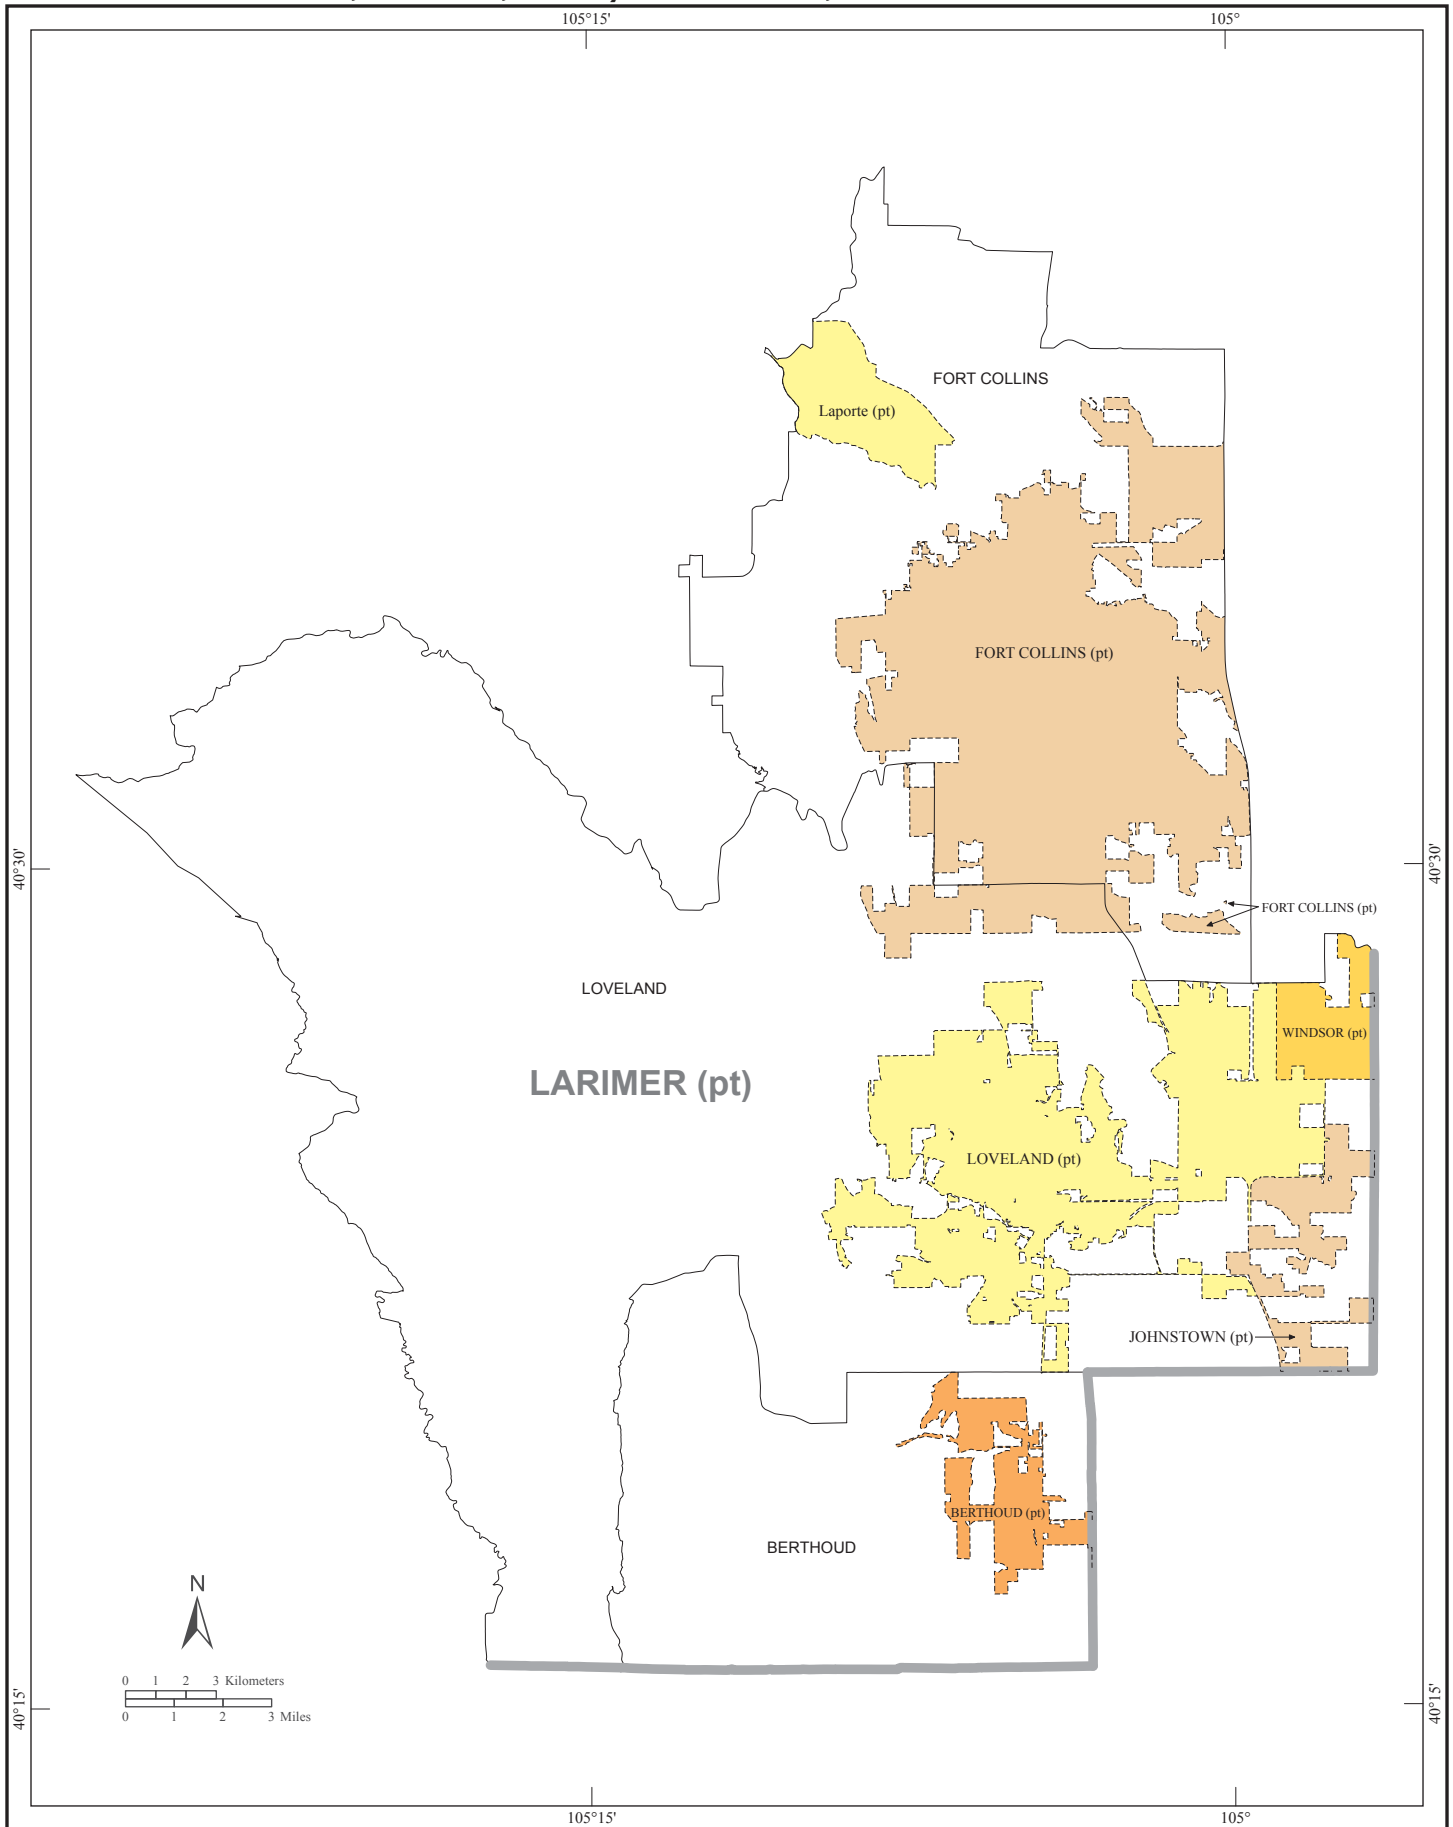 105°15'
105°
FORT COLLINS
Laporte (pt)
FORT COLLINS (pt)
40°30'
40°30'
FORT COLLINS (pt)
LOVELAND
WINDSOR (pt)
LARIMER (pt)
LOVELAND (pt)
JOHNSTOWN (pt)
BERTHOUD (pt)
BERTHOUD
N
0 1 2 3 Kilometers
0 1 2 3 Miles
40°15'
40°15'
105°15'
105°